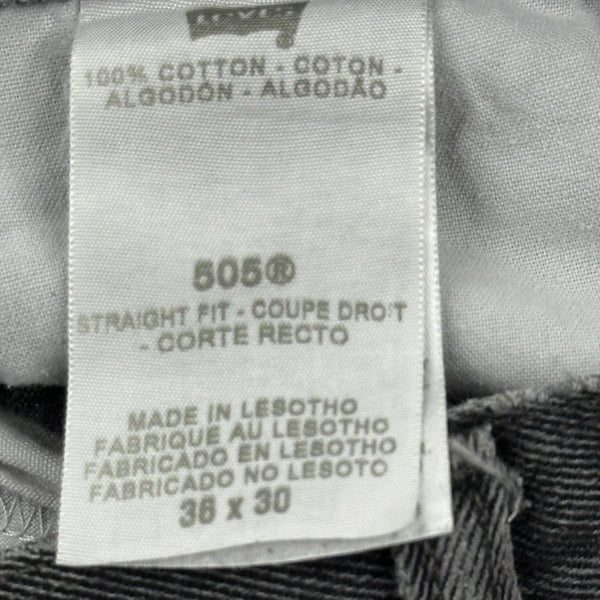 Levi's
100% COTTON - COTON -
ALGODÓN - ALGODÃO
505®
STRAIGHT FIT - COUPE DROIT
- CORTE RECTO
MADE IN LESOTHO
FABRIQUE AU LESOTHO
FABRICADO EN LESOTHO
FABRICADO NO LESOTO
36 x 30